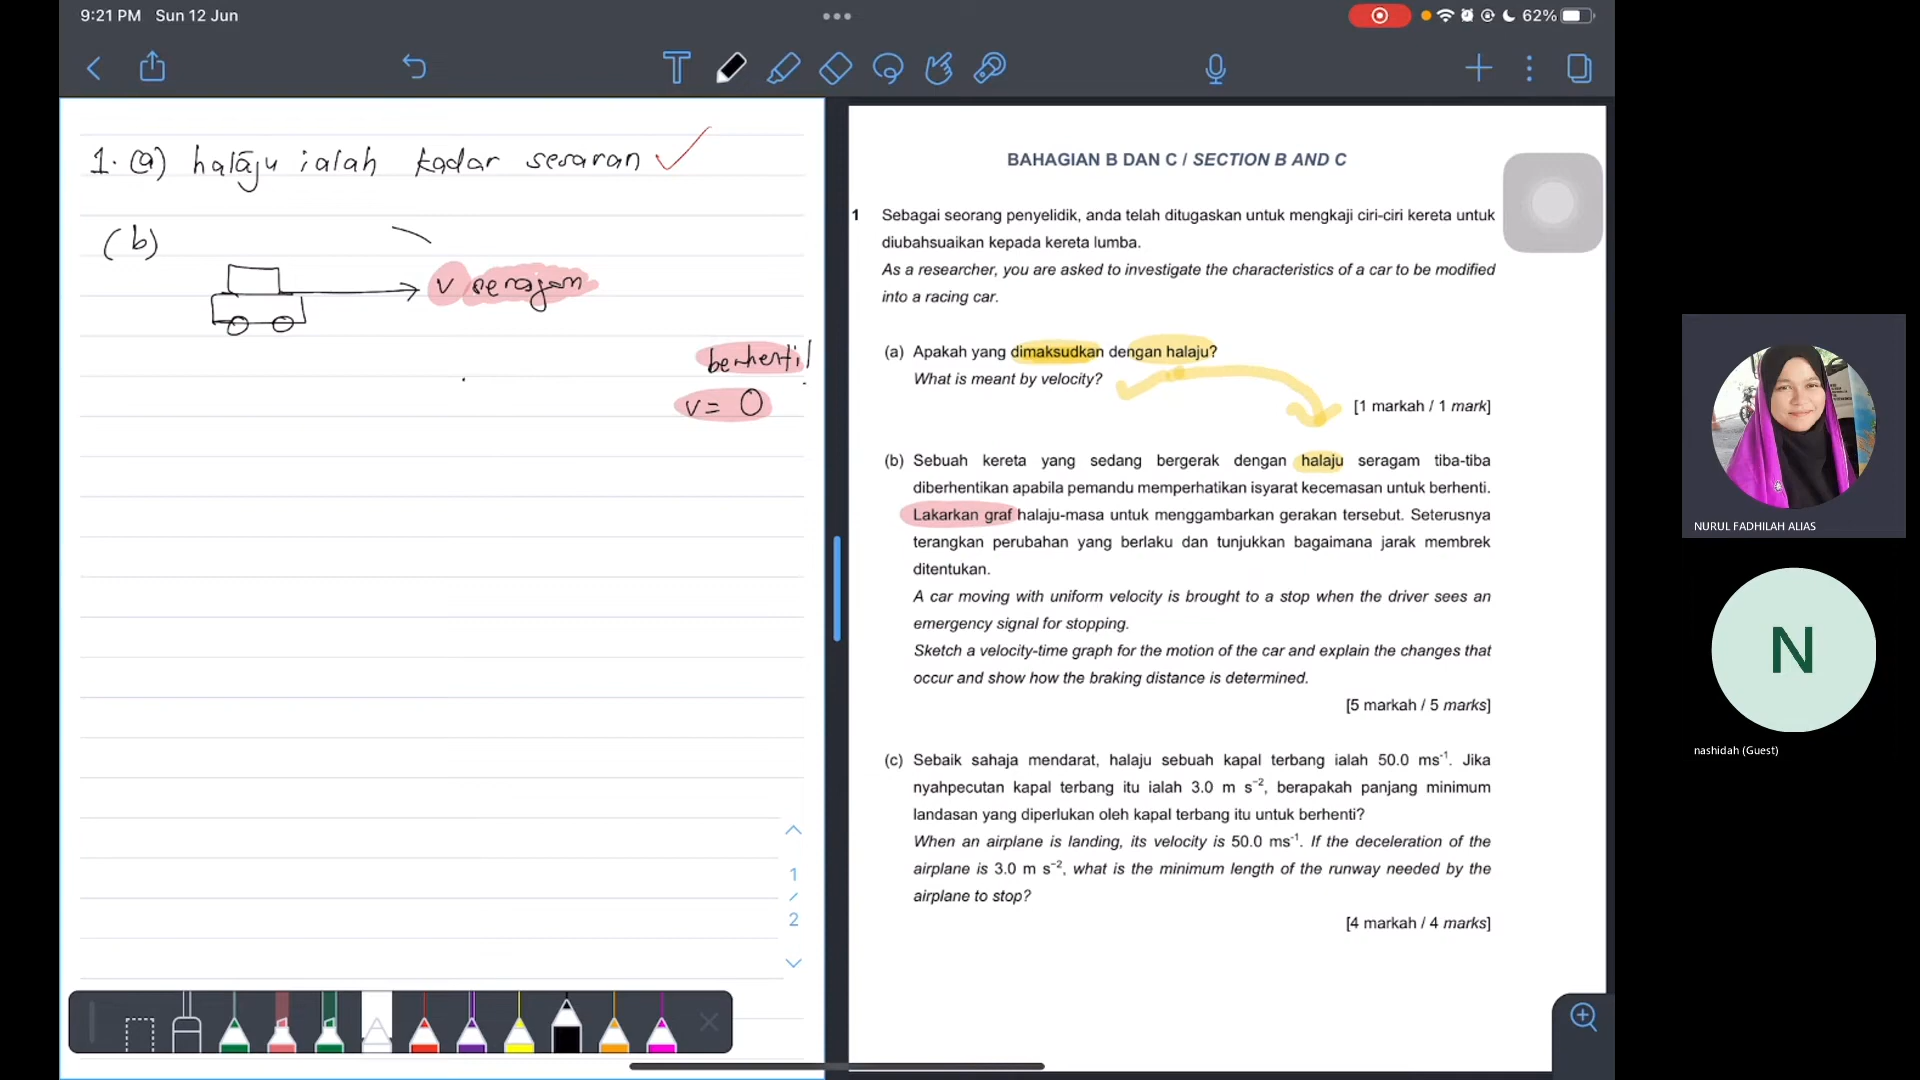 9:21 PM Sun 12 Jun
62%
1. (a) halaju ialah kadar sesaran
(b)
v seragam
berhenti
v = 0
1
2
BAHAGIAN B DAN C / SECTION B AND C
1 Sebagai seorang penyelidik, anda telah ditugaskan untuk mengkaji ciri-ciri kereta untuk
diubahsuaikan kepada kereta lumba.
As a researcher, you are asked to investigate the characteristics of a car to be modified
into a racing car.
(a) Apakah yang dimaksudkan dengan halaju?
What is meant by velocity?
[1 markah / 1 mark]
(b) Sebuah kereta yang sedang bergerak dengan halaju seragam tiba-tiba
diberhentikan apabila pemandu memperhatikan isyarat kecemasan untuk berhenti.
Lakarkan graf halaju-masa untuk menggambarkan gerakan tersebut. Seterusnya
terangkan perubahan yang berlaku dan tunjukkan bagaimana jarak membrek
ditentukan.
A car moving with uniform velocity is brought to a stop when the driver sees an
emergency signal for stopping.
Sketch a velocity-time graph for the motion of the car and explain the changes that
occur and show how the braking distance is determined.
[5 markah / 5 marks]
(c) Sebaik sahaja mendarat, halaju sebuah kapal terbang ialah 50.0 ms⁻¹. Jika
nyahpecutan kapal terbang itu ialah 3.0 m s⁻², berapakah panjang minimum
landasan yang diperlukan oleh kapal terbang itu untuk berhenti?
When an airplane is landing, its velocity is 50.0 ms⁻¹. If the deceleration of the
airplane is 3.0 m s⁻², what is the minimum length of the runway needed by the
airplane to stop?
[4 markah / 4 marks]
NURUL FADHILAH ALIAS
N
nashidah (Guest)